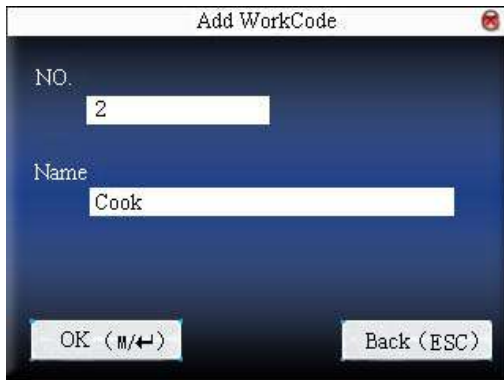 Add WorkCode
NO.
2
Name
Cook
OK (M/↵)
Back (ESC)